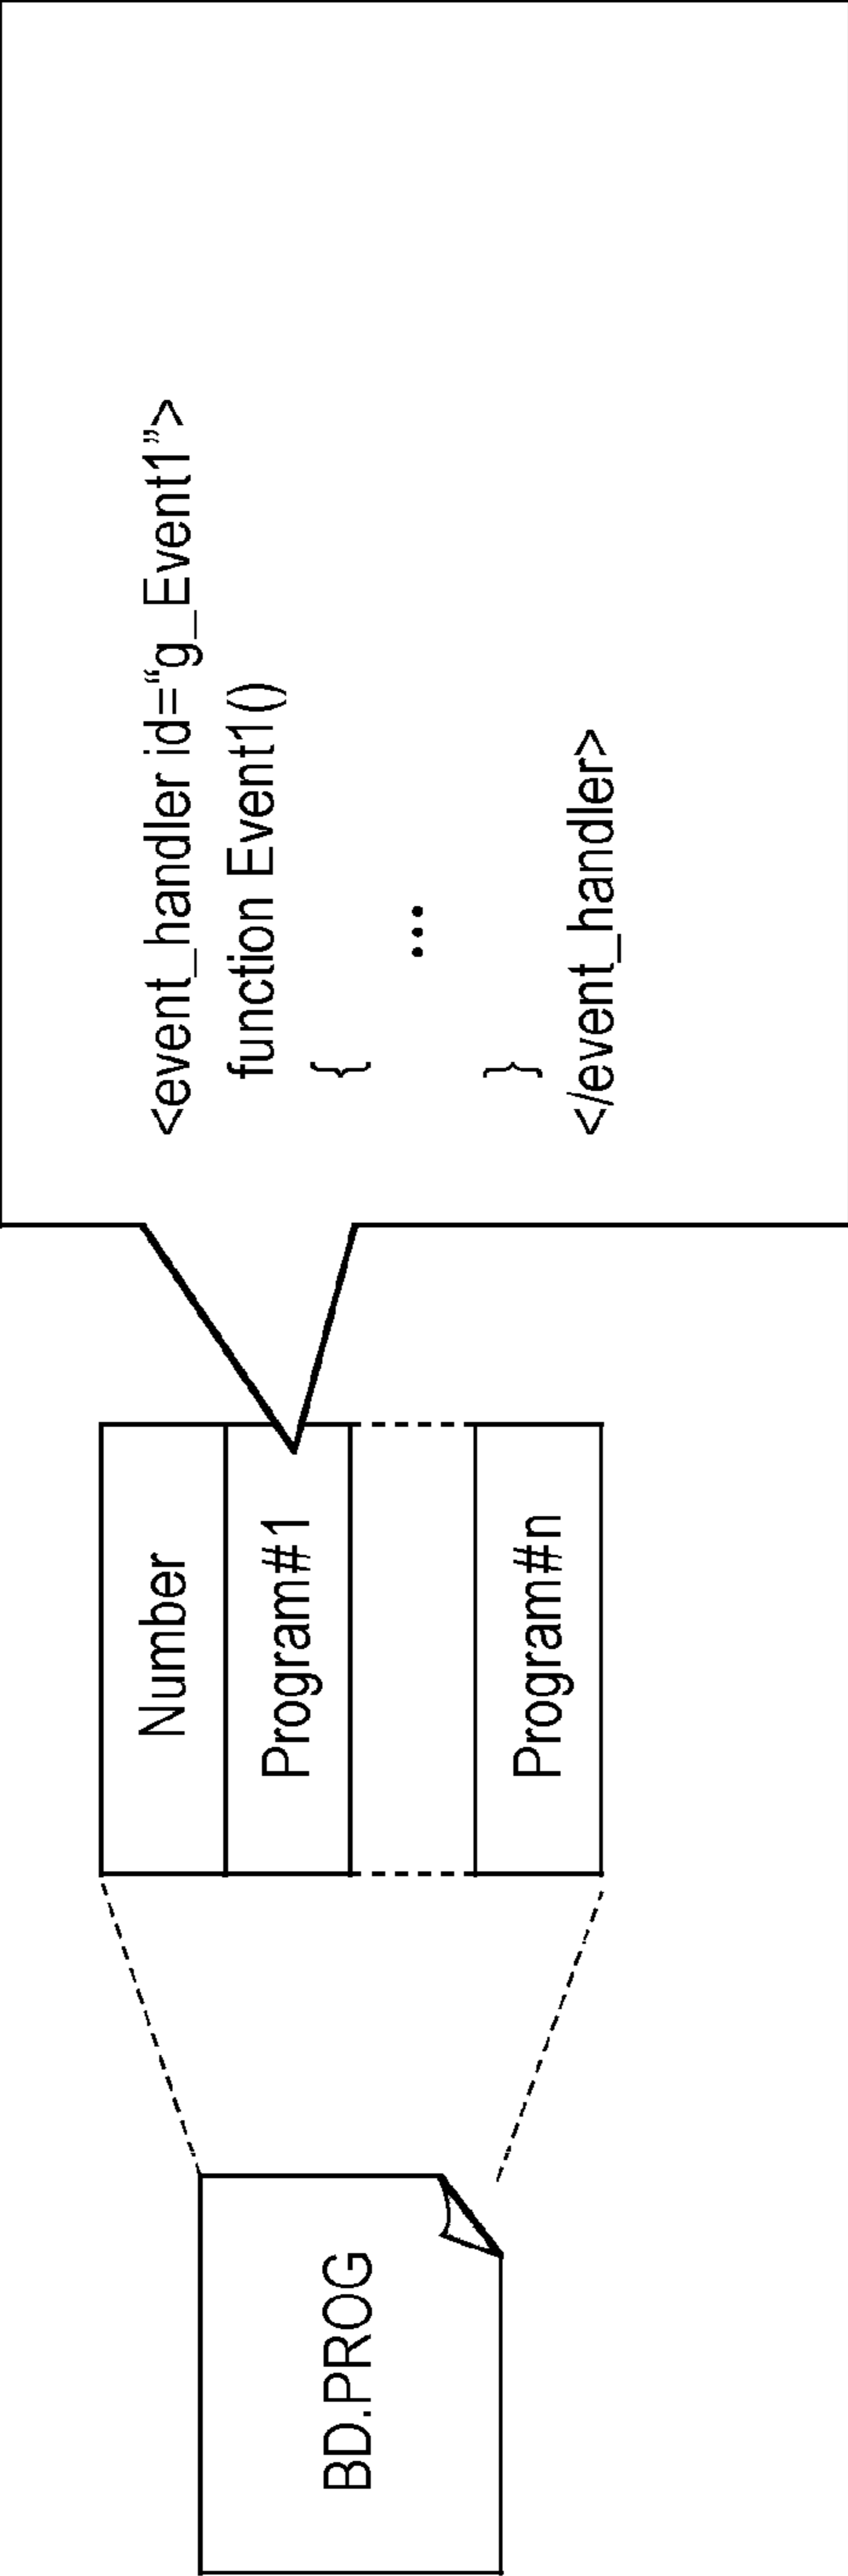 BD.PROG
Number
Program#1
Program#n
<event_handler id=“g_Event1”>
function Event1()
{
...
}
</event_handler>